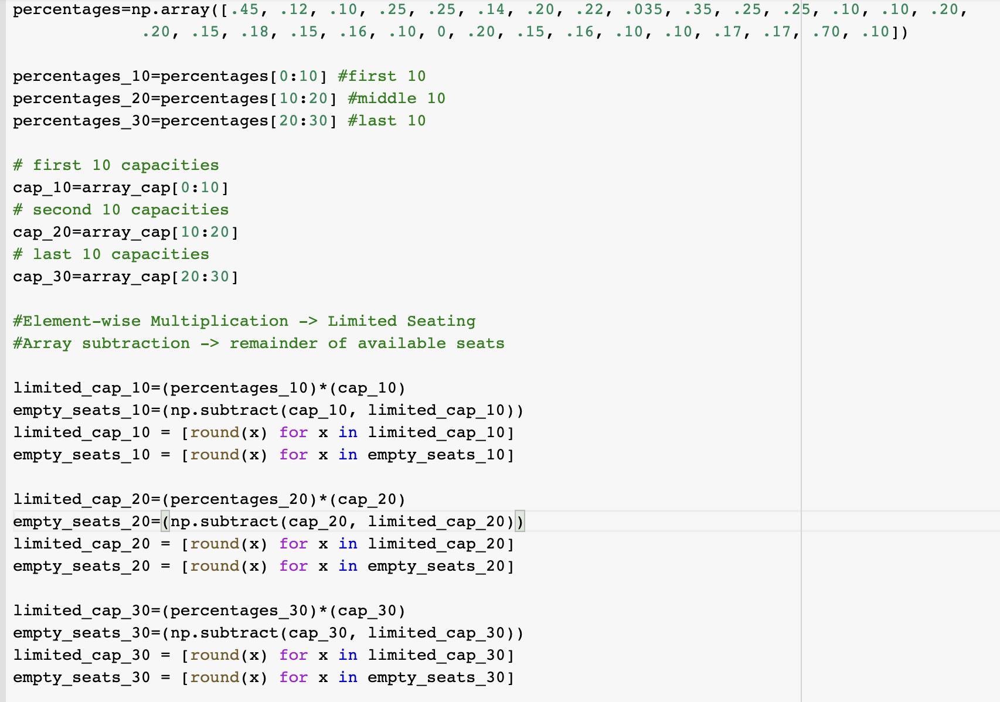 percentages=np.array([.45, .12, .10, .25, .25, .14, .20, .22, .035, .35, .25, .25, .10, .10, .20,
.20, .15, .18, .15, .16, .10, 0, .20, .15, .16, .10, .10, .17, .17, .70, .10])
percentages_10=percentages[0:10] #first 10
percentages_20=percentages[10:20] #middle 10
percentages_30=percentages[20:30] #last 10
# first 10 capacities
cap_10=array_cap[0:10]
# second 10 capacities
cap_20=array_cap[10:20]
# last 10 capacities
cap_30=array_cap[20:30]
#Element-wise Multiplication -> Limited Seating
#Array subtraction -> remainder of available seats
limited_cap_10=(percentages_10)*(cap_10)
empty_seats_10=(np.subtract(cap_10, limited_cap_10))
limited_cap_10 = [round(x) for x in limited_cap_10]
empty_seats_10 = [round(x) for x in empty_seats_10]
limited_cap_20=(percentages_20)*(cap_20)
empty_seats_20=(np.subtract(cap_20, limited_cap_20))
limited_cap_20 = [round(x) for x in limited_cap_20]
empty_seats_20 = [round(x) for x in empty_seats_20]
limited_cap_30=(percentages_30)*(cap_30)
empty_seats_30=(np.subtract(cap_30, limited_cap_30))
limited_cap_30 = [round(x) for x in limited_cap_30]
empty_seats_30 = [round(x) for x in empty_seats_30]